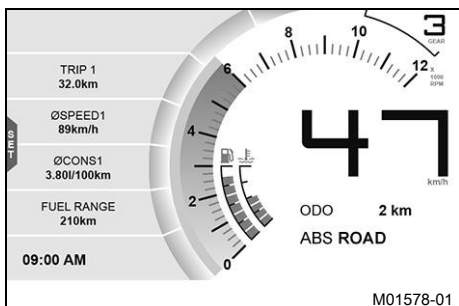 TRIP 1
32.0km
ØSPEED1
89km/h
ØCONS1
3.80l/100km
FUEL RANGE
210km
09:00 AM
SET
0
2
4
6
8
10
12
X
1000
RPM
3
GEAR
47
km/h
ODO 2 km
ABS ROAD
M01578-01